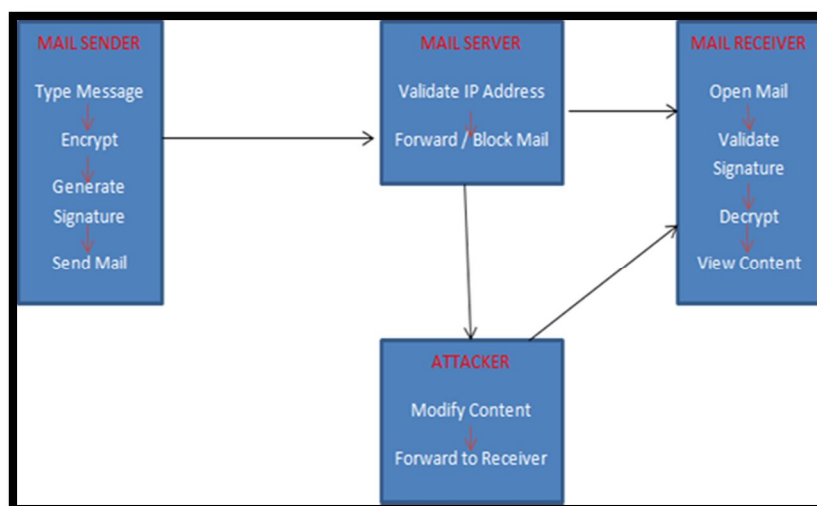 MAIL SENDER
Type Message
Encrypt
Generate
Signature
Send Mail
MAIL SERVER
Validate IP Address
Forward / Block Mail
MAIL RECEIVER
Open Mail
Validate
Signature
Decrypt
View Content
ATTACKER
Modify Content
Forward to Receiver